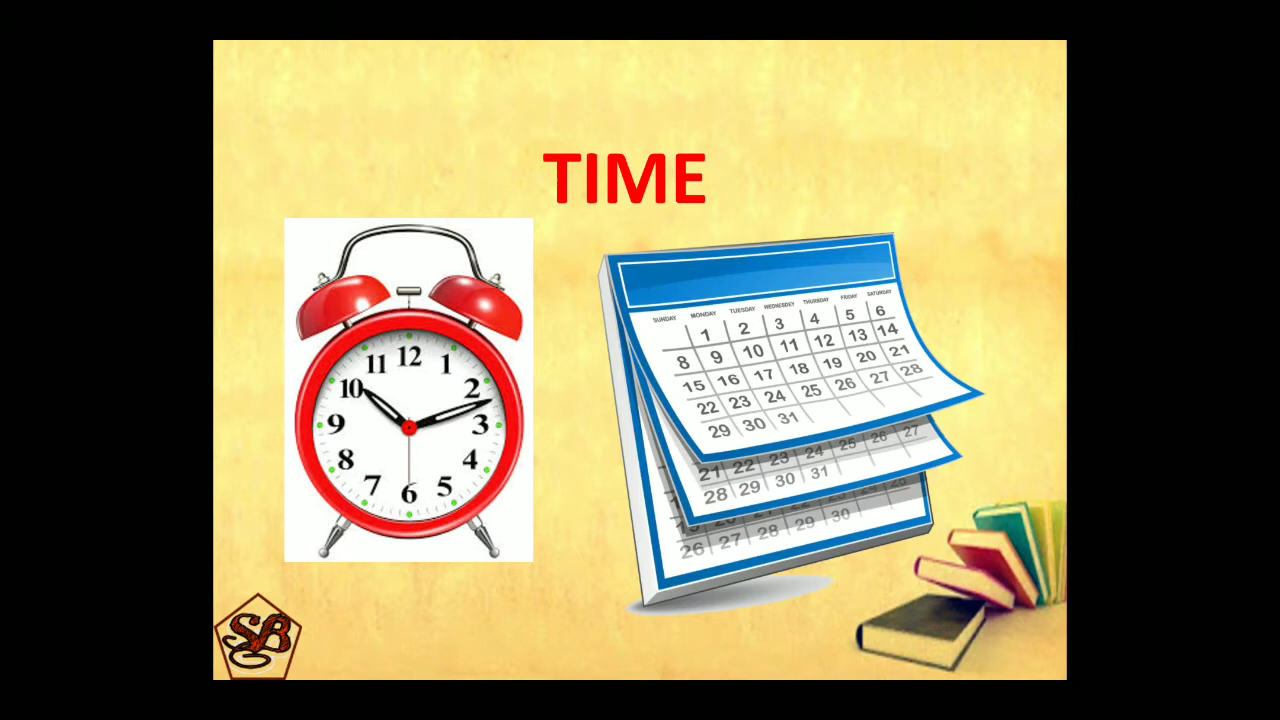 TIME
12
11 1
10 2
9 3
8 4
7 5
6
SUNDAY MONDAY TUESDAY WEDNESDEY THURSDAY FRIDAY SATURDAY
1 2 3 4 5 6
8 9 10 11 12 13 14
15 16 17 18 19 20 21
22 23 24 25 26 27 28
29 30 31
21 22 23 24 25 26 27
28 29 30 31
26 27 28 29 30
SB